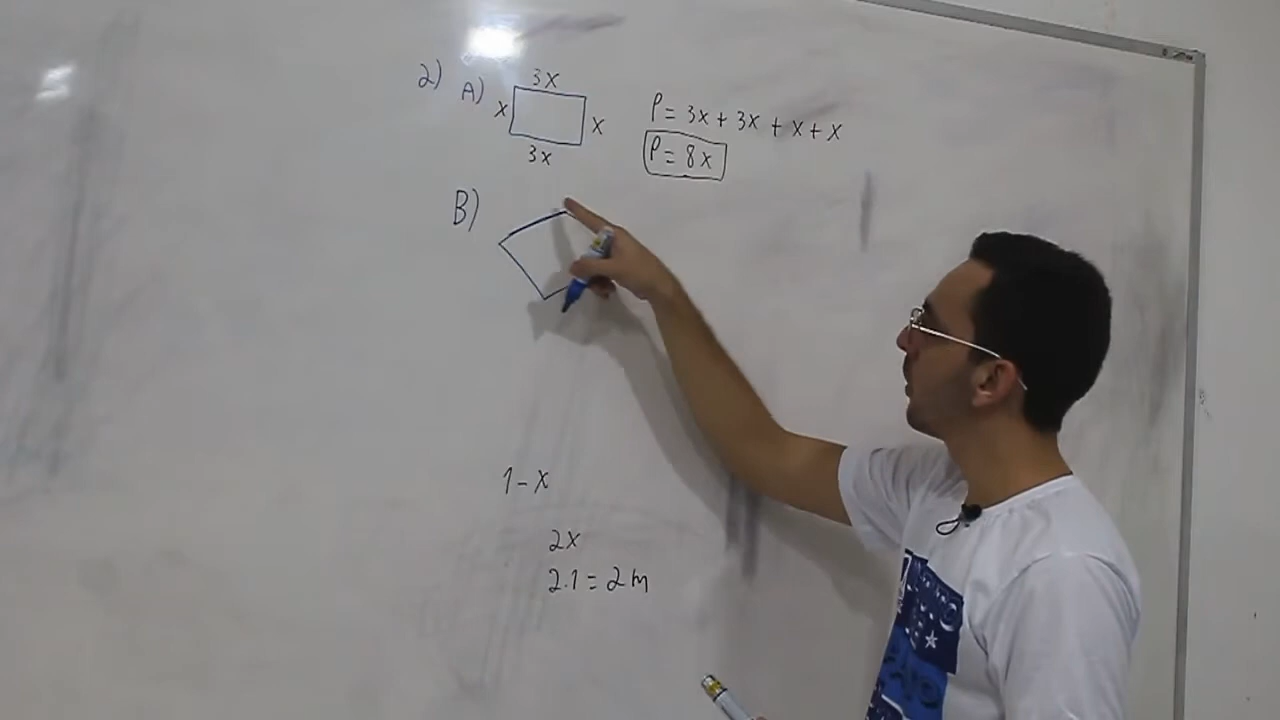 2) A) 3x
x x
3x
P = 3x + 3x + x + x
P = 8x
B)
1 - x
2x
2.1 = 2m